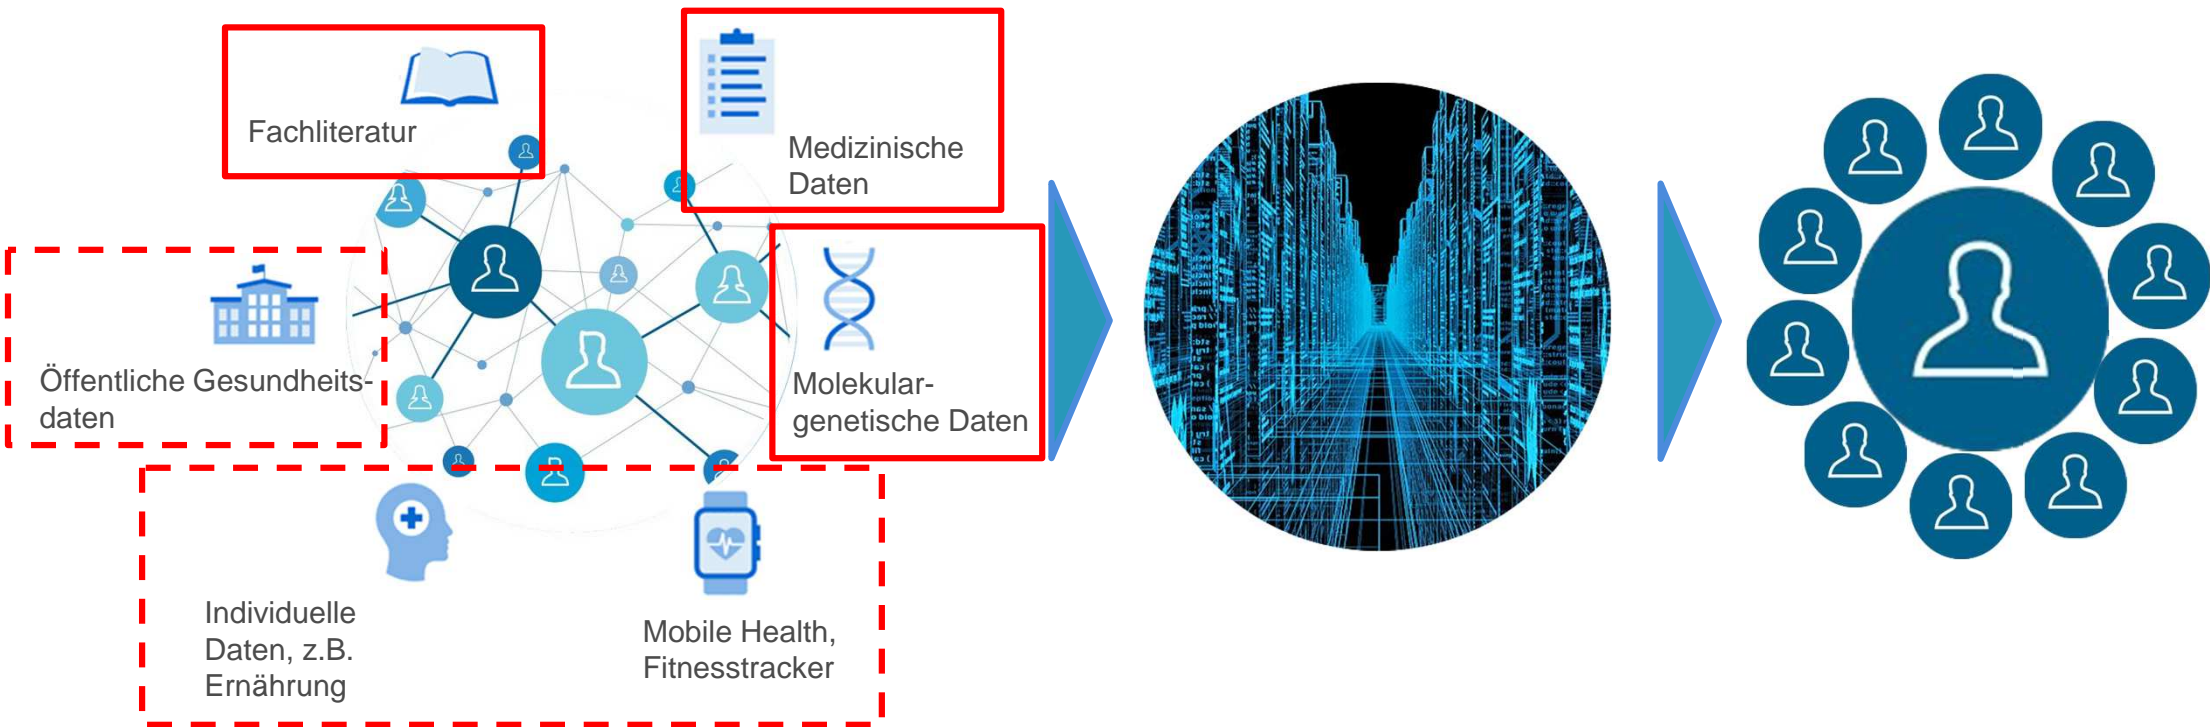 Fachliteratur
Medizinische
Daten
Öffentliche Gesundheits-
daten
Molekular-
genetische Daten
Individuelle
Daten, z.B.
Ernährung
Mobile Health,
Fitnesstracker